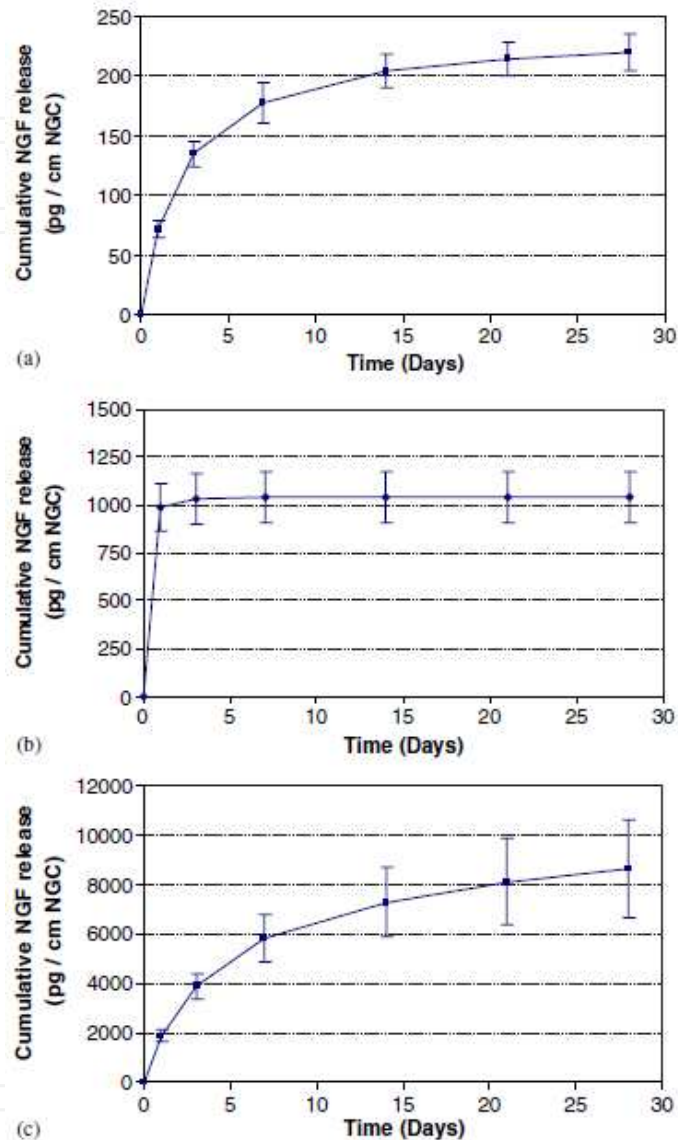 250
200
150
100
50
0
0 5 10 15 20 25 30
Cumulative NGF release
(pg / cm NGC)
Time (Days)
(a)
1500
1250
1000
750
500
250
0
0 5 10 15 20 25 30
Cumulative NGF release
(pg / cm NGC)
Time (Days)
(b)
12000
10000
8000
6000
4000
2000
0
0 5 10 15 20 25 30
Cumulative NGF release
(pg / cm NGC)
Time (Days)
(c)